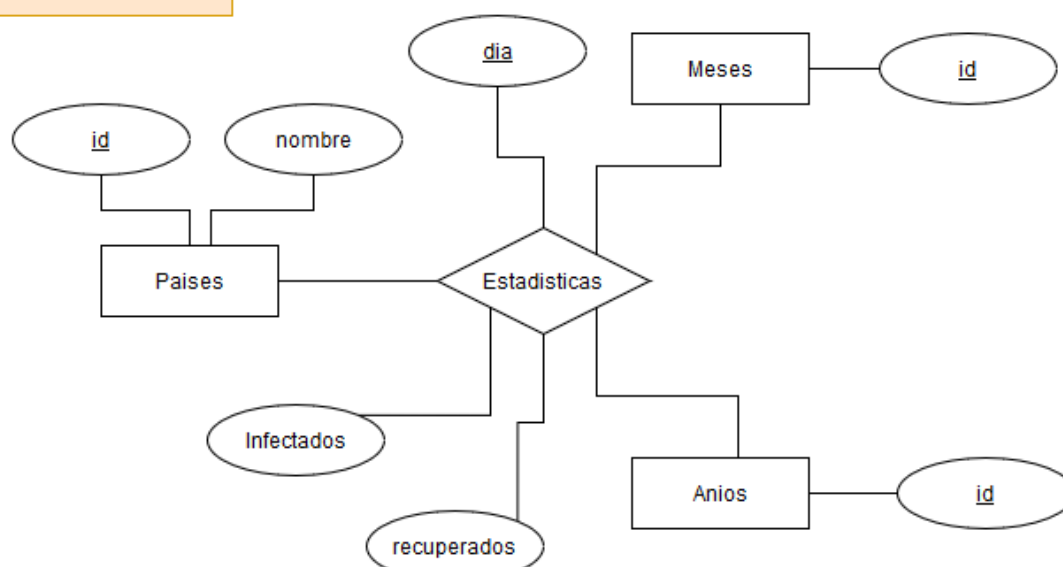 dia
Meses
id
id
nombre
Paises
Estadisticas
Infectados
Anios
id
recuperados